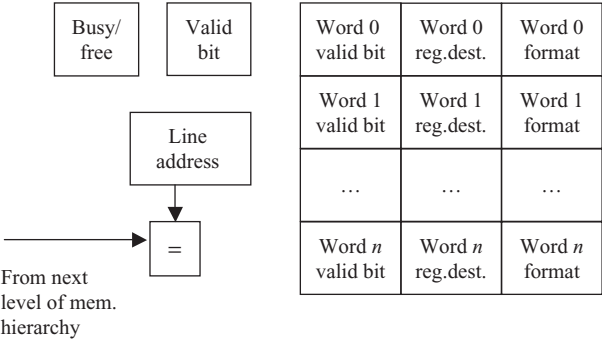 Busy/
free
Valid
bit
Line
address
=
From next
level of mem.
hierarchy
Word 0
valid bit
Word 0
reg.dest.
Word 0
format
Word 1
valid bit
Word 1
reg.dest.
Word 1
format
…
…
…
Word n
valid bit
Word n
reg.dest.
Word n
format